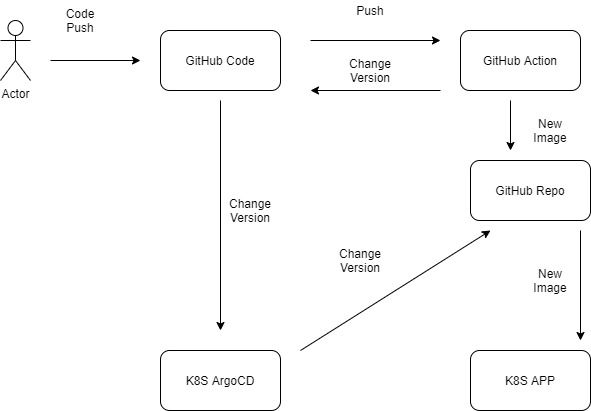 Code
Push
Push
GitHub Code
GitHub Action
Change
Version
Actor
New
Image
GitHub Repo
Change
Version
Change
Version
New
Image
K8S ArgoCD
K8S APP